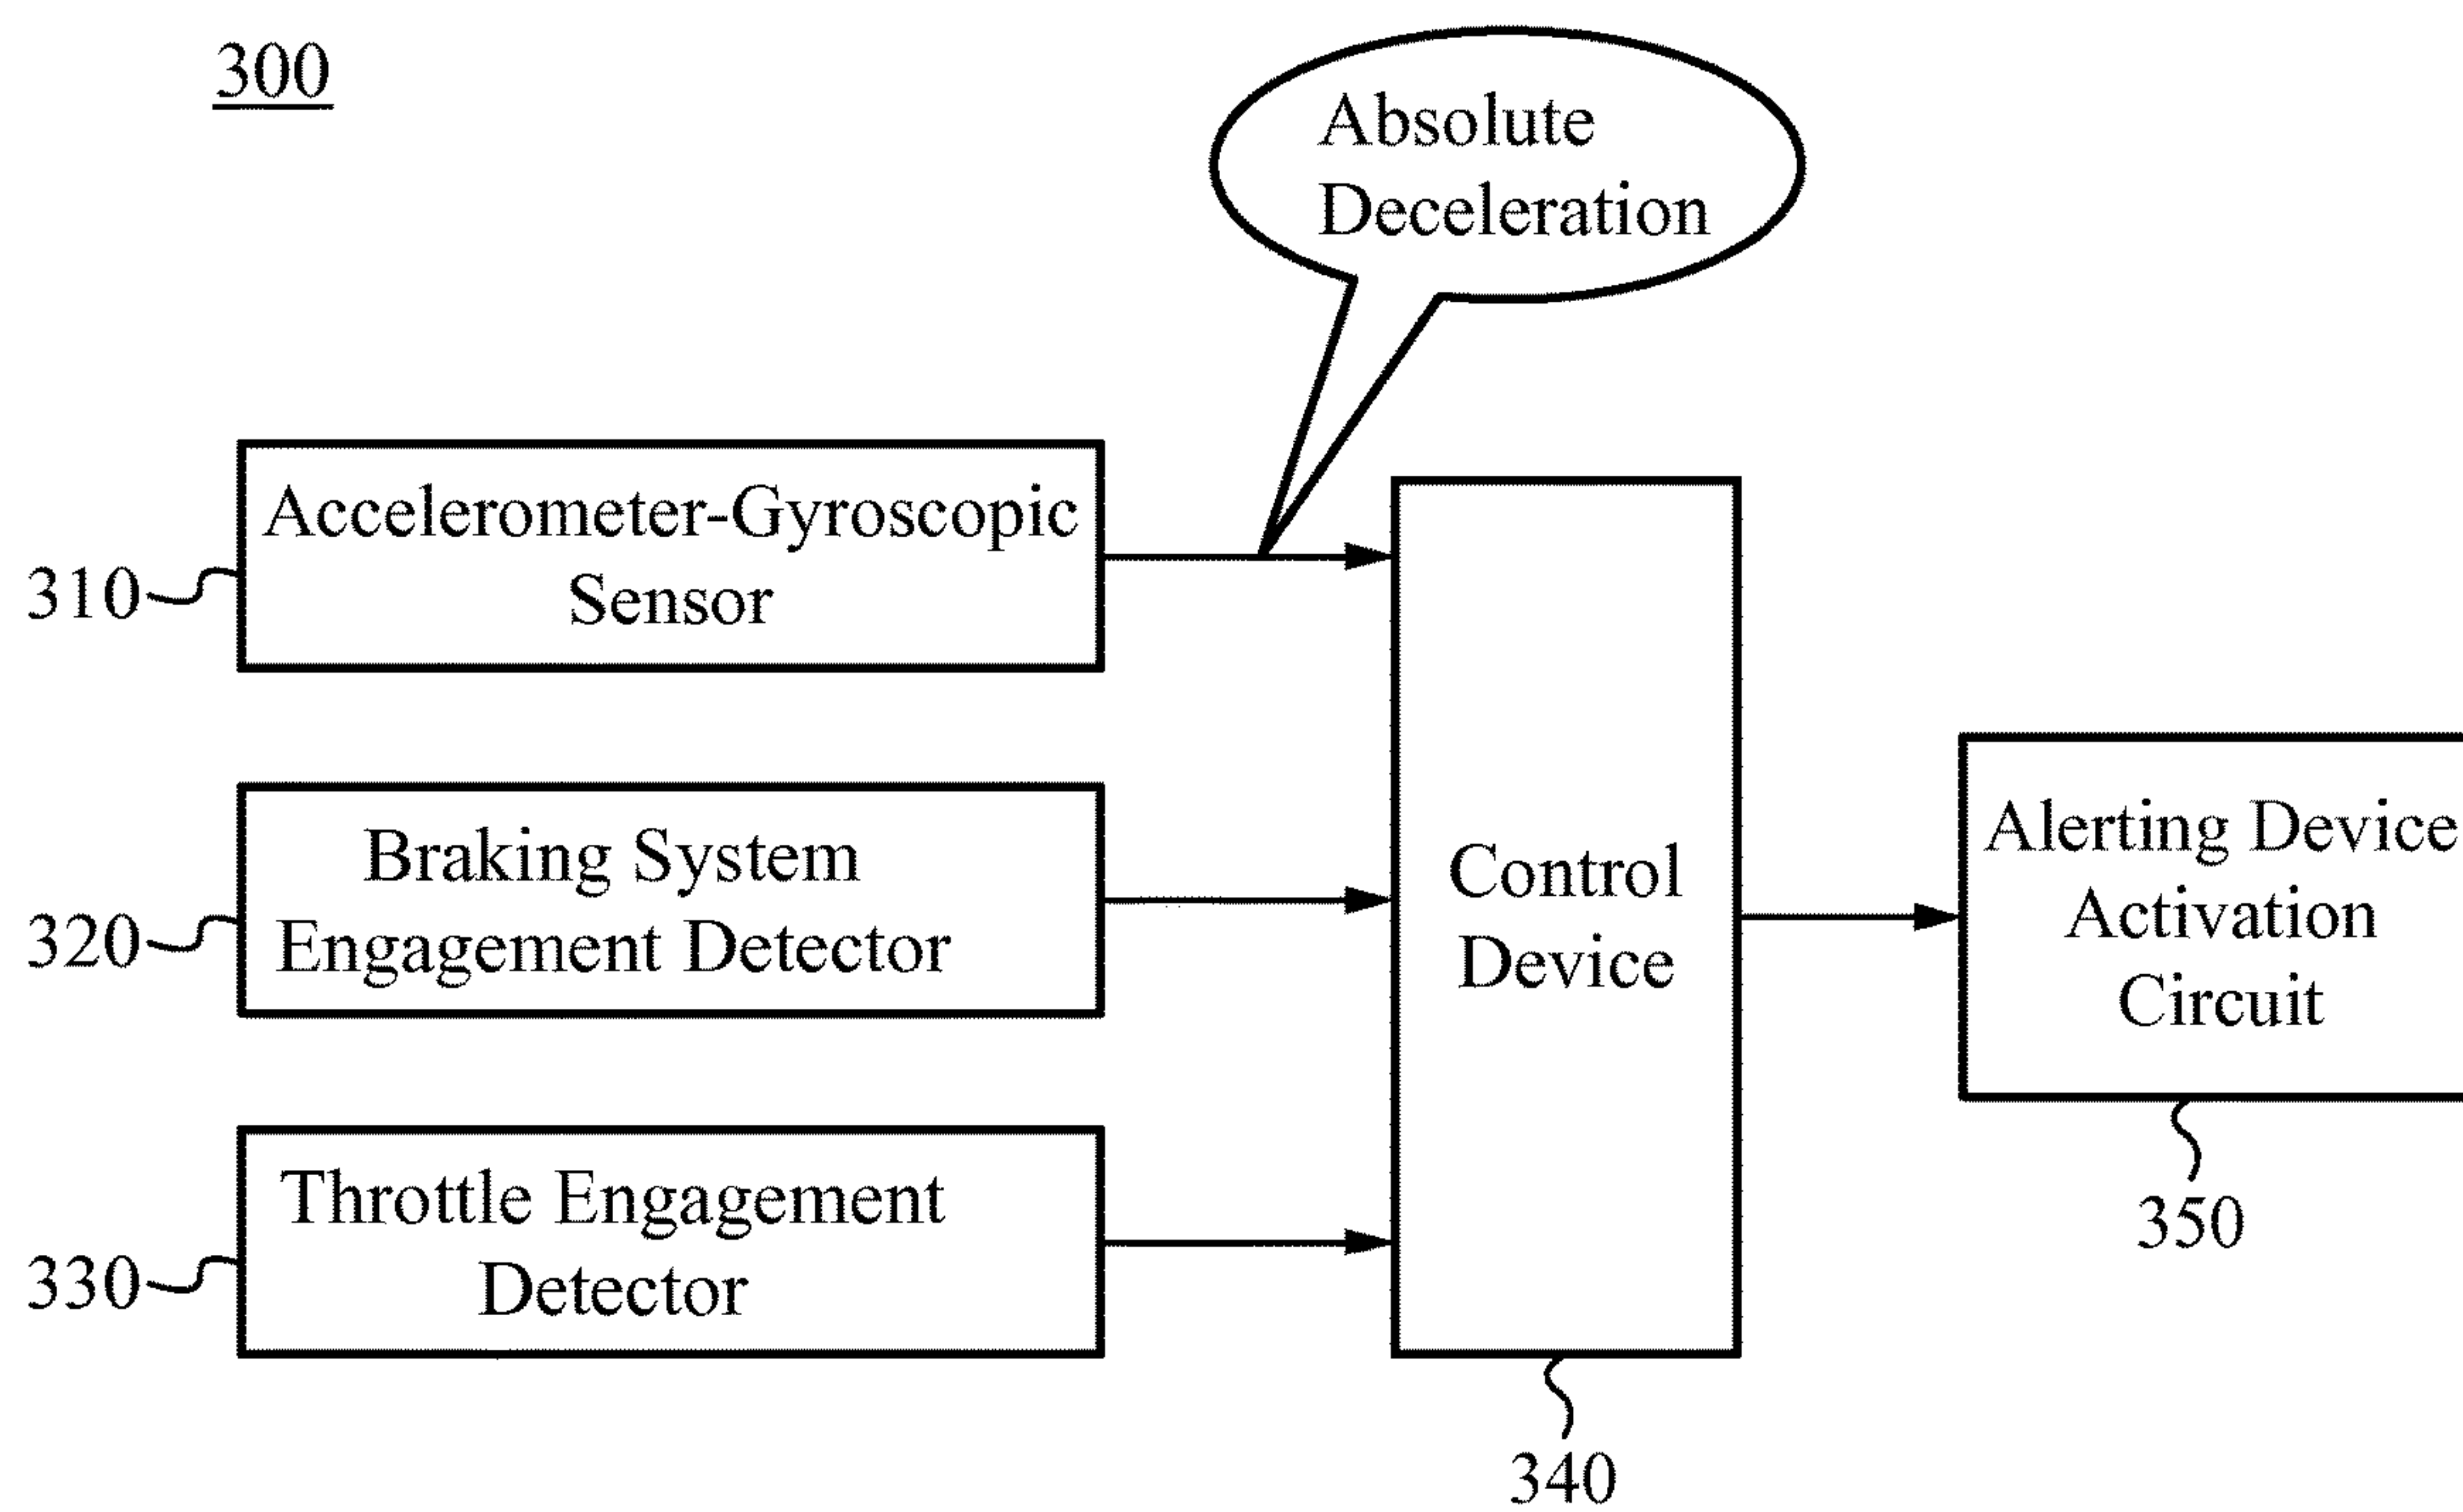 300
Absolute
Deceleration
Accelerometer-Gyroscopic
Sensor
310
Braking System
Engagement Detector
320
Throttle Engagement
Detector
330
Control
Device
340
Alerting Device
Activation
Circuit
350